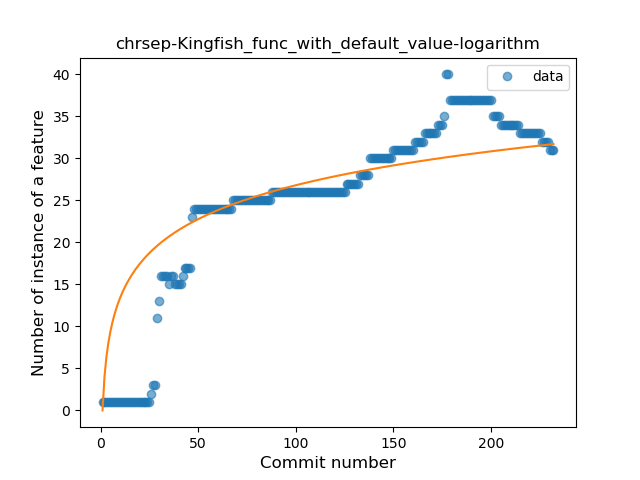 chrsep-Kingfish_func_with_default_value-logarithm
data
Number of instance of a feature
40
35
30
25
20
15
10
5
0
0 50 100 150 200
Commit number